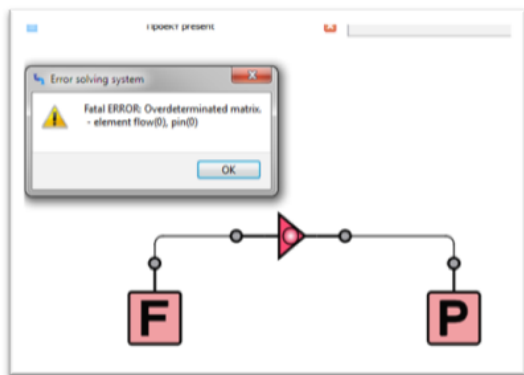 Проект present
Error solving system
Fatal ERROR: Overdeterminated matrix.
- element flow(0), pin(0)
OK
F
P